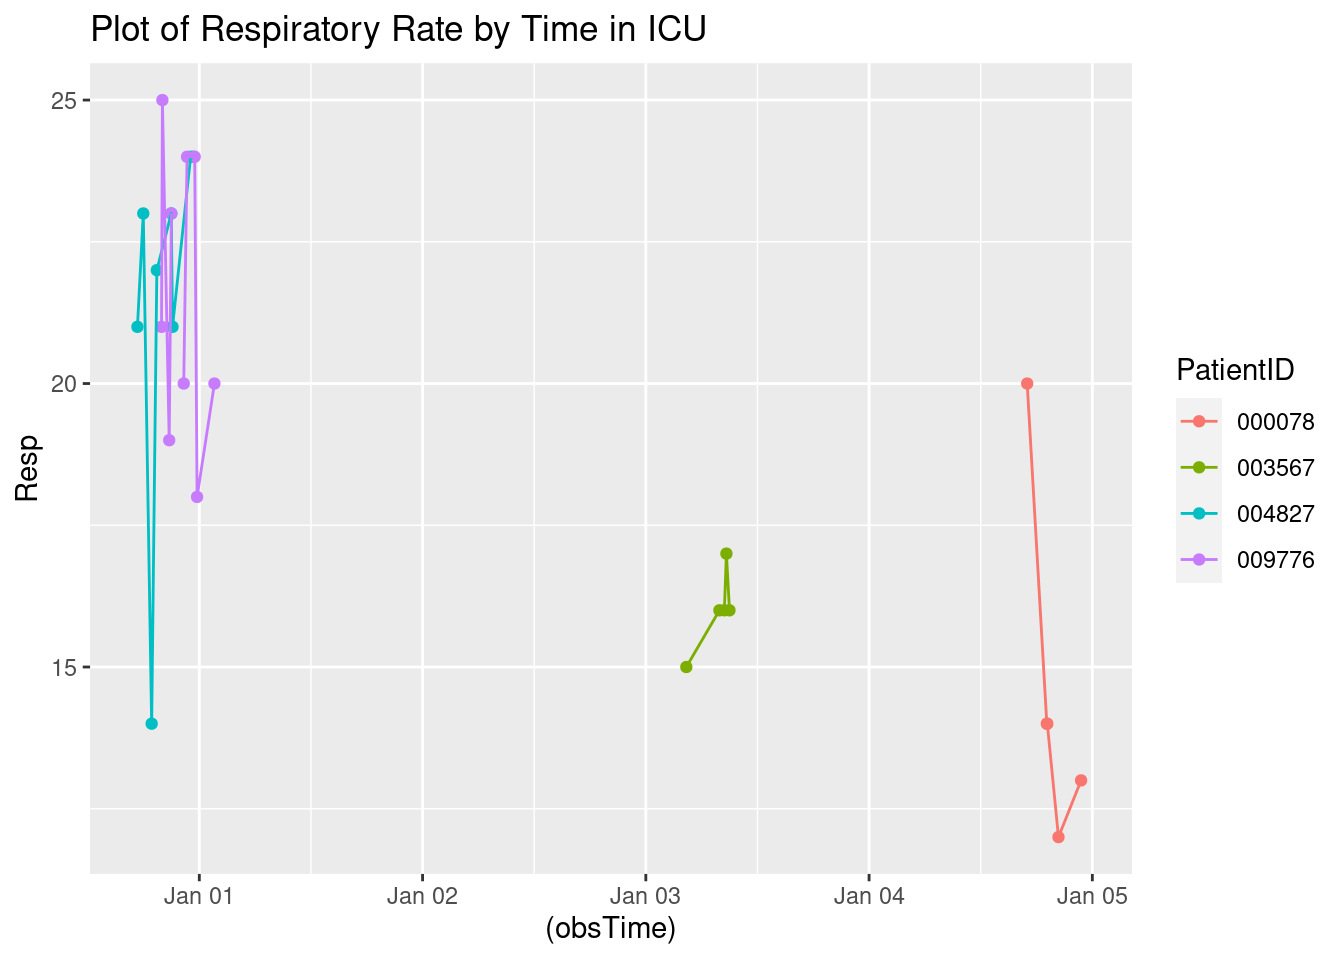 Plot of Respiratory Rate by Time in ICU
25
20
15
Resp
Jan 01
Jan 02
Jan 03
Jan 04
Jan 05
(obsTime)
PatientID
000078
003567
004827
009776